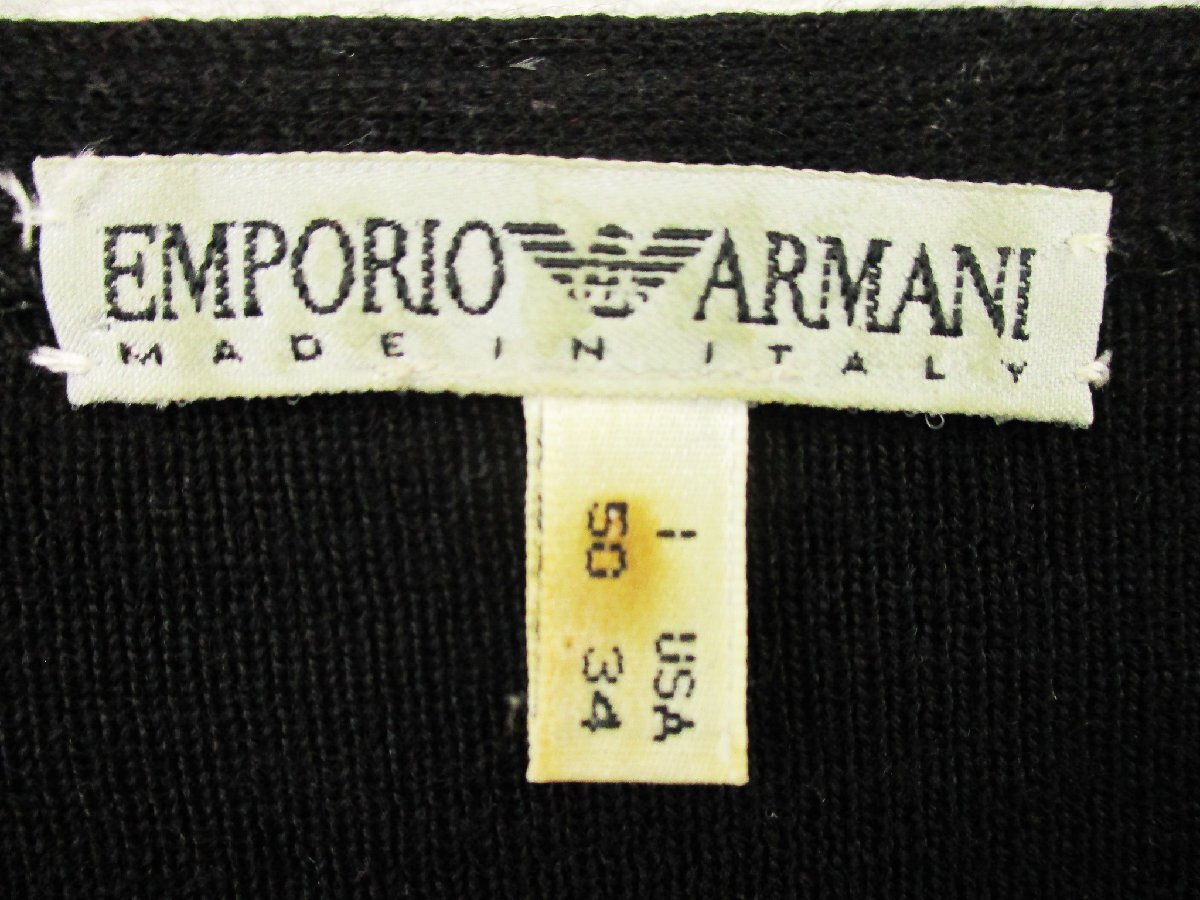 EMPORIO ARMANI
MADE IN ITALY
I USA
50 34